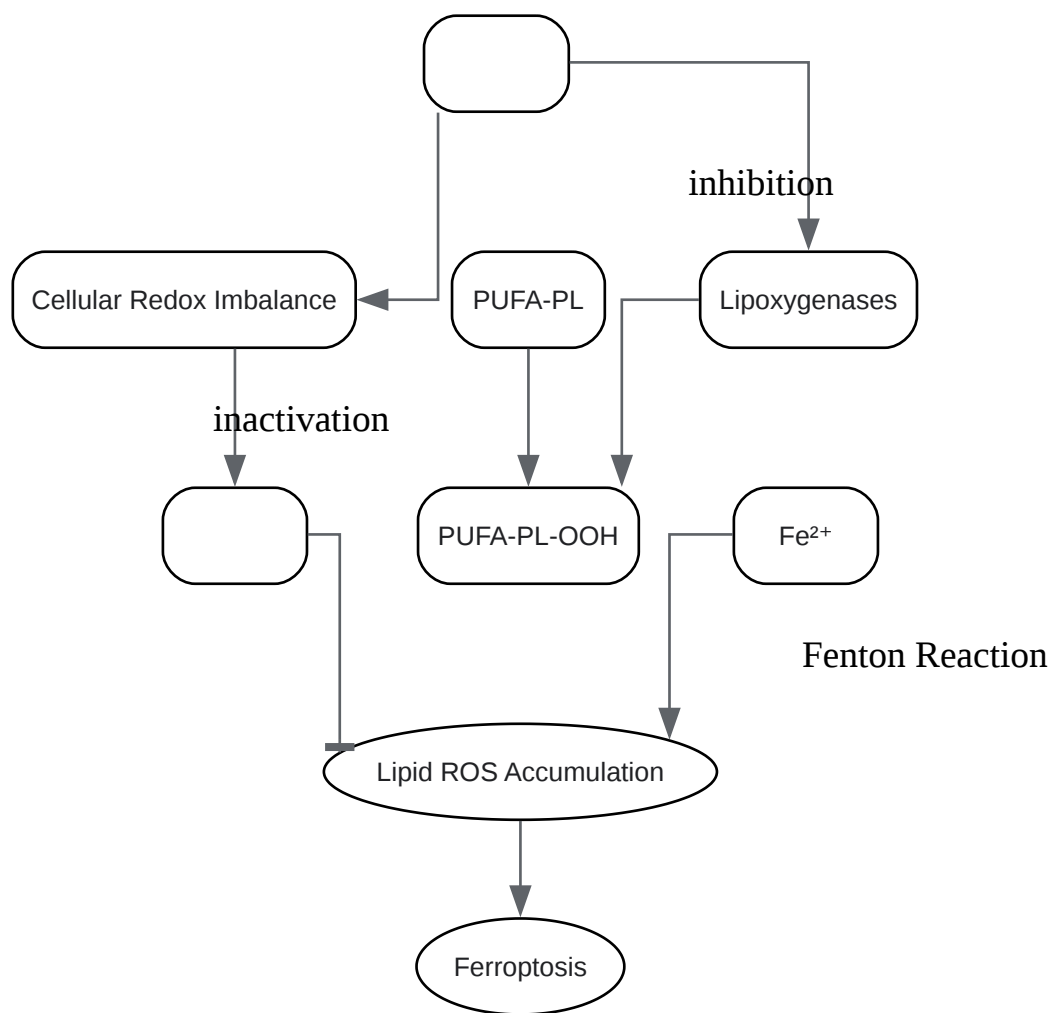 inhibition
Cellular Redox Imbalance
PUFA-PL
Lipoxygenases
inactivation
PUFA-PL-OOH
Fe²⁺
Fenton Reaction
Lipid ROS Accumulation
Ferroptosis